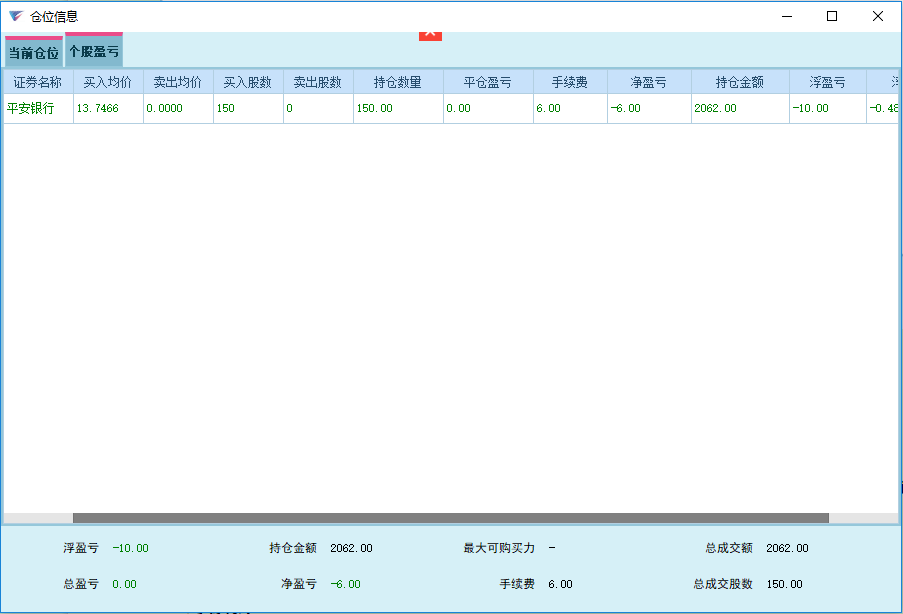 仓位信息
当前仓位 个股盈亏
证券名称 买入均价 卖出均价 买入股数 卖出股数 持仓数量 平仓盈亏 手续费 净盈亏 持仓金额 浮盈亏
平安银行 13.7466 0.0000 150 0 150.00 0.00 6.00 -6.00 2062.00 -10.00 -0.48
浮盈亏 -10.00 持仓金额 2062.00 最大可购买力 - 总成交额 2062.00
总盈亏 0.00 净盈亏 -6.00 手续费 6.00 总成交股数 150.00